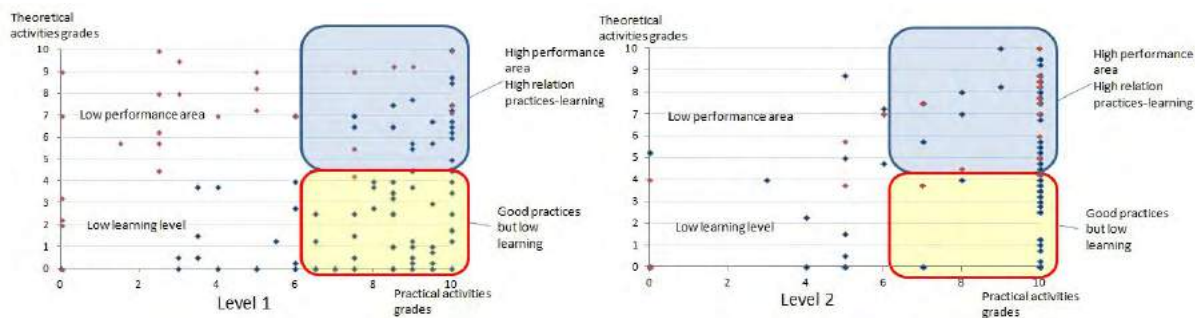 Theoretical
activities grades
10
9
8
7
6
5
4
3
2
1
0
0
2
4
6
8
10
Low performance area
Low learning level
High performance
area
High relation
practices-learning
Good practices
but low
learning
Level 1
Practical activities
grades
Theoretical
activities grades
10
9
8
7
6
5
4
3
2
1
0
0
2
4
6
8
10
Low performance area
Low learning level
High performance
area
High relation
practices-learning
Good practices
but low
learning
Level 2
Practical activities
grades